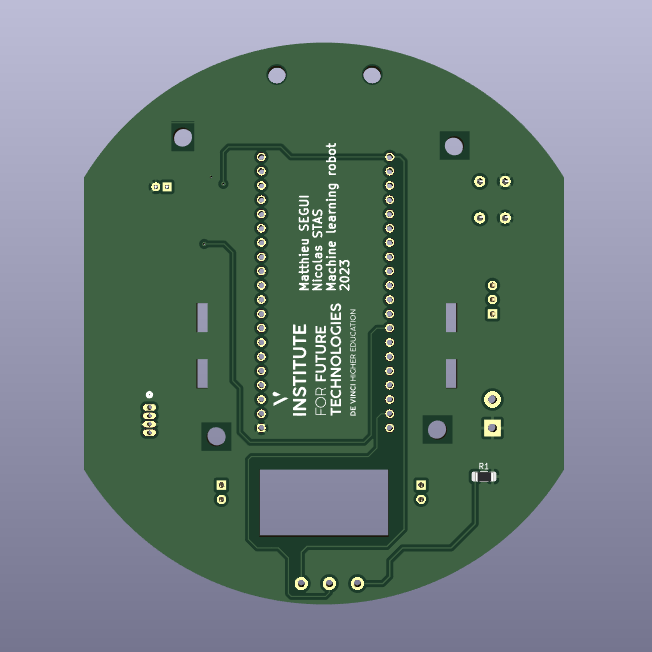 Matthieu SEGUI
Nicolas STAS
Machine learning robot
2023
INSTITUTE
FOR FUTURE
TECHNOLOGIES
DE VINCI HIGHER EDUCATION
R1